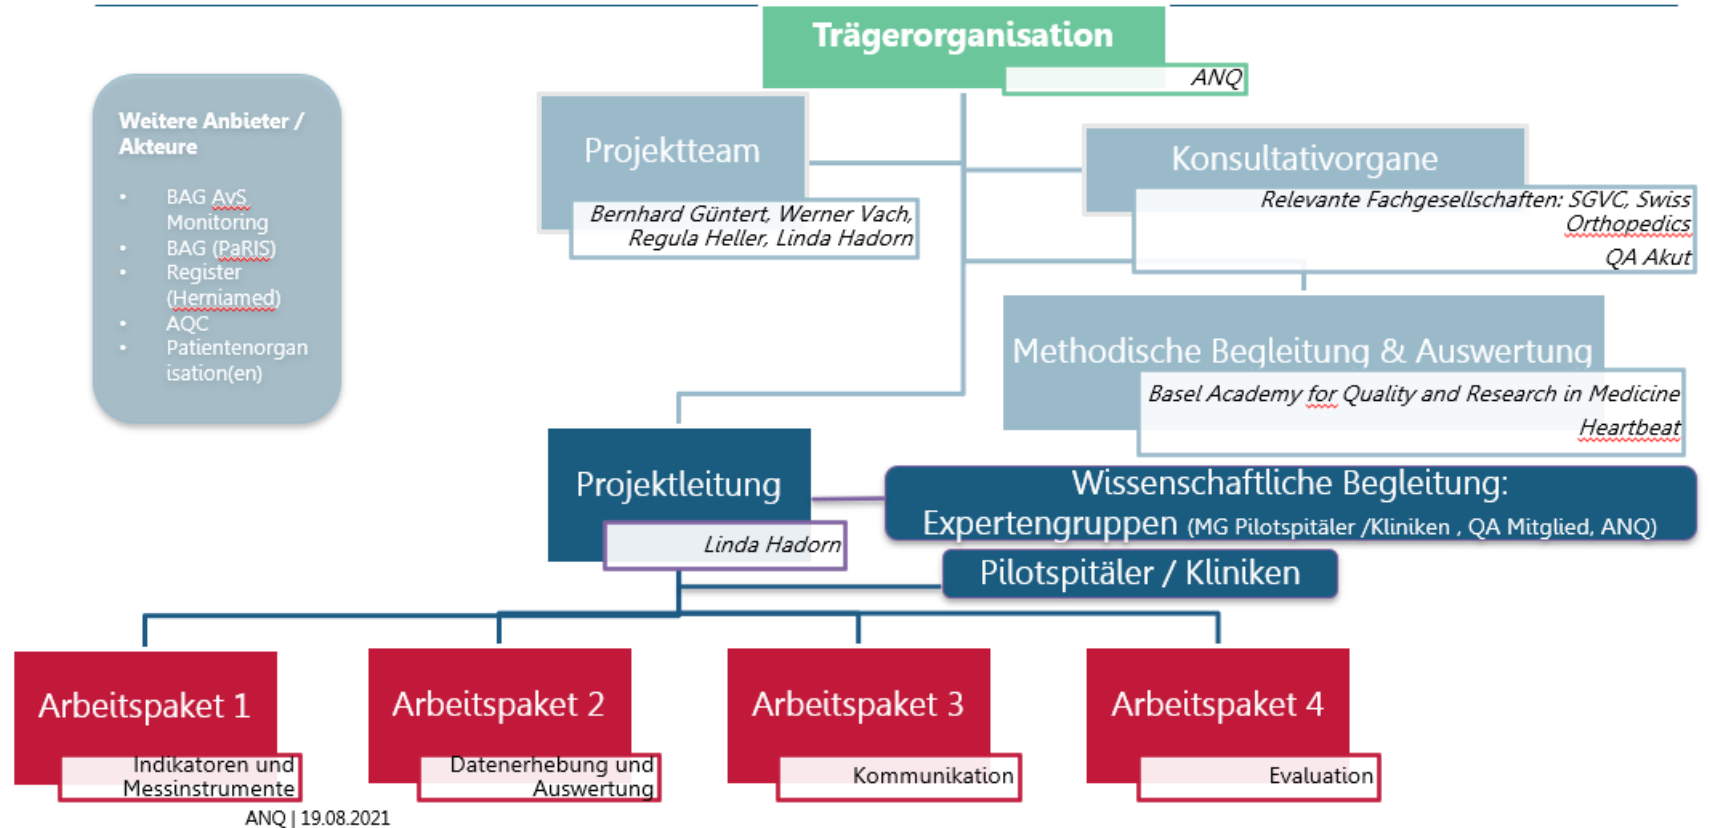 Trägerorganisation
ANQ
Weitere Anbieter /
Akteure
• BAG AvS
Monitoring
• BAG (PaRIS)
• Register
(Herniamed)
• AQC
• Patientenorgan
isation(en)
Projektteam
Bernhard Güntert, Werner Vach,
Regula Heller, Linda Hadorn
Konsultativorgane
Relevante Fachgesellschaften: SGVC, Swiss
Orthopedics
QA Akut
Methodische Begleitung & Auswertung
Basel Academy for Quality and Research in Medicine
Heartbeat
Projektleitung
Linda Hadorn
Wissenschaftliche Begleitung:
Expertengruppen (MG Pilotspitäler /Kliniken , QA Mitglied, ANQ)
Pilotspitäler / Kliniken
Arbeitspaket 1
Indikatoren und
Messinstrumente
Arbeitspaket 2
Datenerhebung und
Auswertung
Arbeitspaket 3
Kommunikation
Arbeitspaket 4
Evaluation
ANQ | 19.08.2021